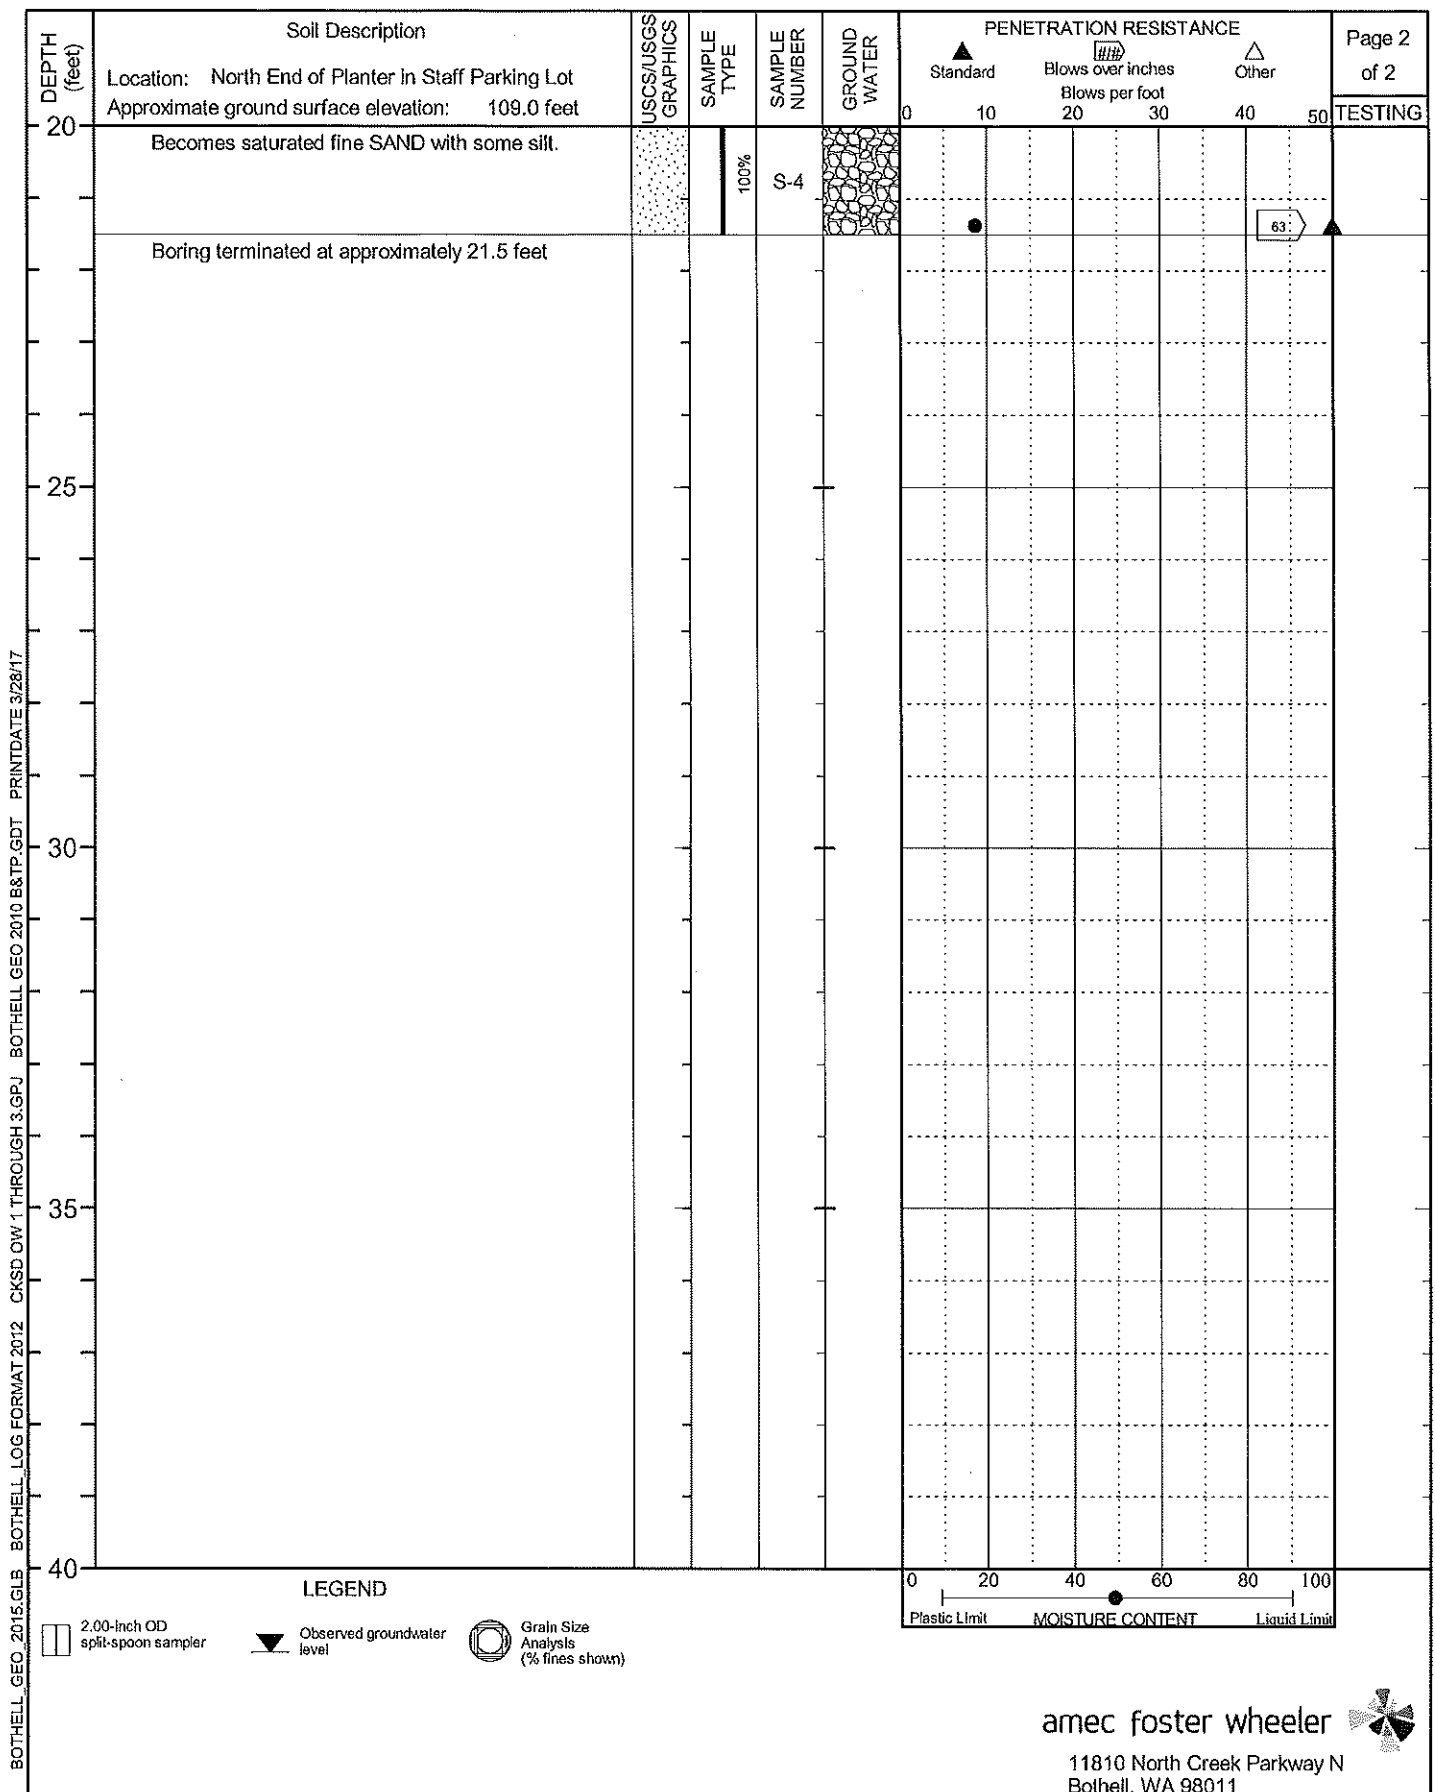 DEPTH
(feet)
Soil Description
Location: North End of Planter in Staff Parking Lot
Approximate ground surface elevation: 109.0 feet
USCS/USGS
GRAPHICS
SAMPLE
TYPE
SAMPLE
NUMBER
GROUND
WATER
PENETRATION RESISTANCE
Standard
##
Blows over inches
Other
Blows per foot
0 10 20 30 40 50
Page 2
of 2
TESTING
20
Becomes saturated fine SAND with some silt.
100%
S-4
63
Boring terminated at approximately 21.5 feet
25
30
35
40
0 20 40 60 80 100
Plastic Limit MOISTURE CONTENT Liquid Limit
LEGEND
2.00-inch OD
split-spoon sampler
Observed groundwater
level
Grain Size
Analysis
(% fines shown)
amec foster wheeler
11810 North Creek Parkway N
Bothell, WA 98011
BOTHELL_GEO_2015.GLB BOTHELL_LOG FORMAT 2012 CKSD OW 1 THROUGH 3.GPJ BOTHELL GEO 2010 B&TP.GDT PRINTDATE 3/28/17